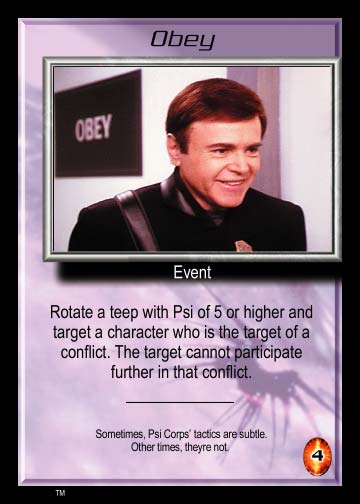 Obey
OBEY
Event
Rotate a teep with Psi of 5 or higher and
target a character who is the target of a
conflict. The target cannot participate
further in that conflict.
Sometimes, Psi Corps' tactics are subtle.
Other times, theyre not.
4
TM